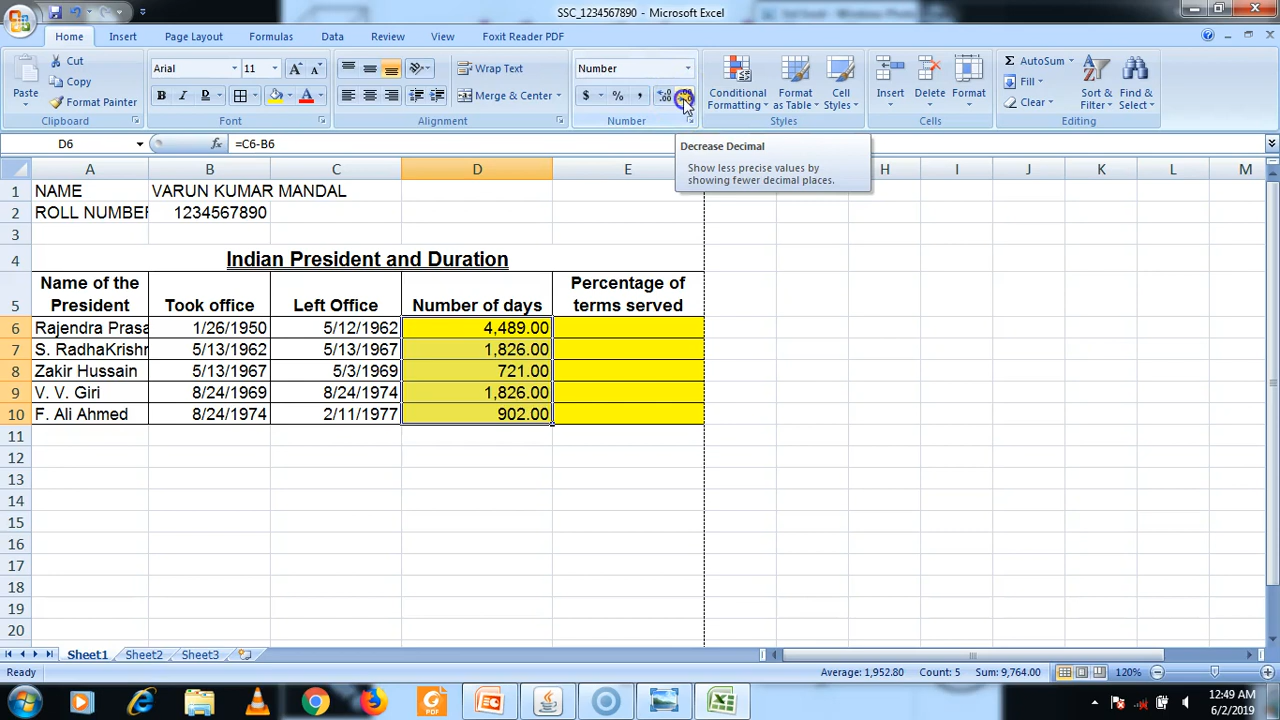 SSC_1234567890 - Microsoft Excel
Home Insert Page Layout Formulas Data Review View Foxit Reader PDF
Paste Cut Copy Format Painter
Clipboard
Arial 11 A A
B I U A
Font
Wrap Text
Merge & Center
Alignment
Number
$ % ,
Number
Conditional Formatting
Format as Table
Cell Styles
Styles
Insert Delete Format
Cells
Σ AutoSum
Fill
Clear
Sort & Filter
Find & Select
Editing
D6 fx =C6-B6
Decrease Decimal
Show less precise values by
showing fewer decimal places.
A B C D E H I J K L M
1 NAME VARUN KUMAR MANDAL
2 ROLL NUMBER 1234567890
3
4 Indian President and Duration
5 Name of the President Took office Left Office Number of days Percentage of terms served
6 Rajendra Prasa 1/26/1950 5/12/1962 4,489.00
7 S. RadhaKrishr 5/13/1962 5/13/1967 1,826.00
8 Zakir Hussain 5/13/1967 5/3/1969 721.00
9 V. V. Giri 8/24/1969 8/24/1974 1,826.00
10 F. Ali Ahmed 8/24/1974 2/11/1977 902.00
11
12
13
14
15
16
17
18
19
20
Sheet1 Sheet2 Sheet3
Ready Average: 1,952.80 Count: 5 Sum: 9,764.00 120%
12:49 AM
6/2/2019